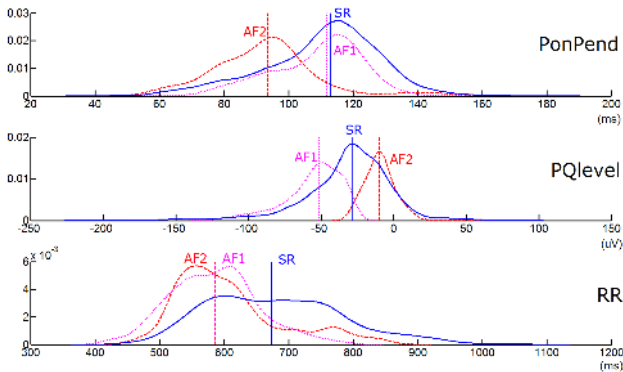 0.03
0.02
0.01
0
SR
AF2
AF1
PonPend
20 40 60 80 100 120 140 160 180 200
(ms)
0.02
0.01
0
SR
AF1
AF2
PQlevel
-250 -200 -150 -100 -50 0 50 100 150
(uV)
6 x 10^-3
4
2
0
AF2 AF1 SR
RR
300 400 500 600 700 800 900 1000 1100 1200
(ms)